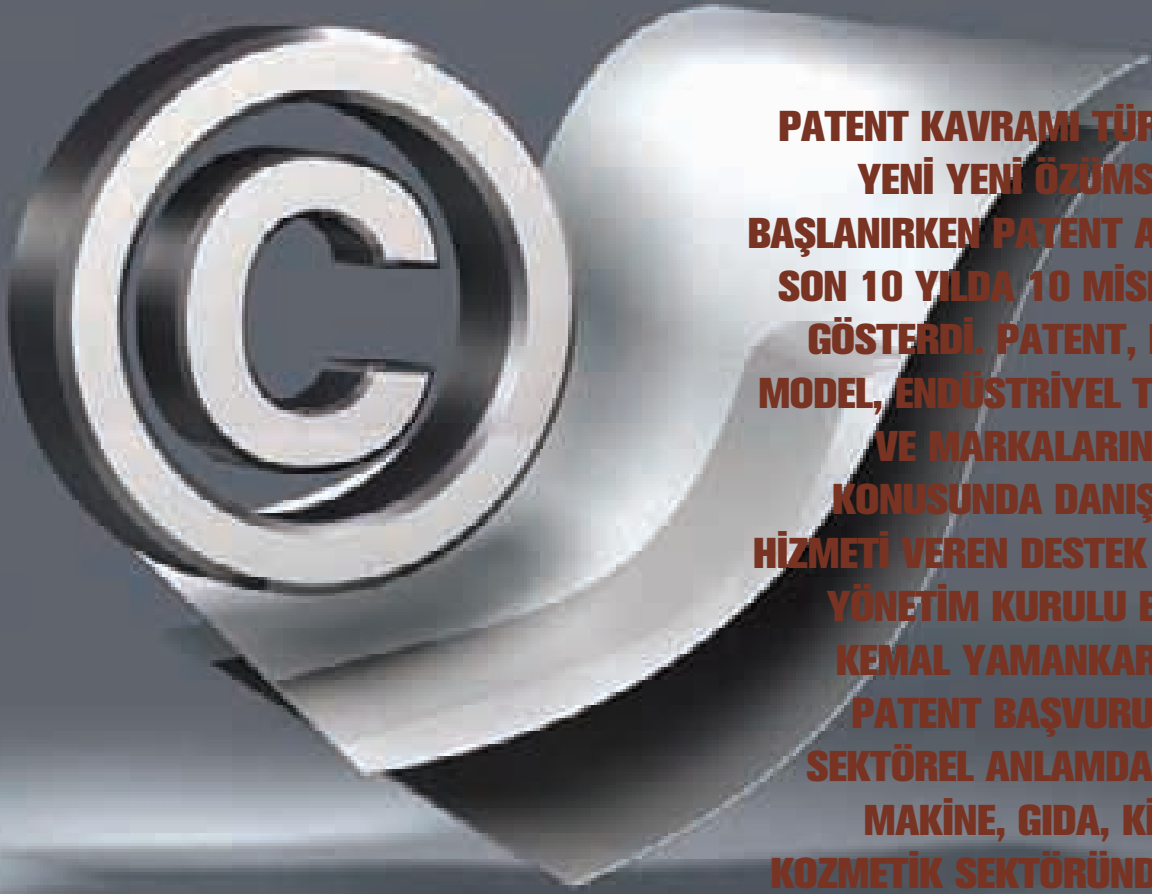 ©
PATENT KAVRAMI TÜR
YENİ YENİ ÖZÜMS
BAŞLANIRKEN PATENT A
SON 10 YILDA 10 MİS
GÖSTERDİ. PATENT,
MODEL, ENDÜSTRİYEL T
VE MARKALARIN
KONUSUNDA DANIŞ
HİZMETİ VEREN DESTEK
YÖNETİM KURULU
KEMAL YAMANKAR
PATENT BAŞVURU
SEKTÖREL ANLAMDA
MAKİNE, GIDA, Kİ
KOZMETİK SEKTÖRÜND